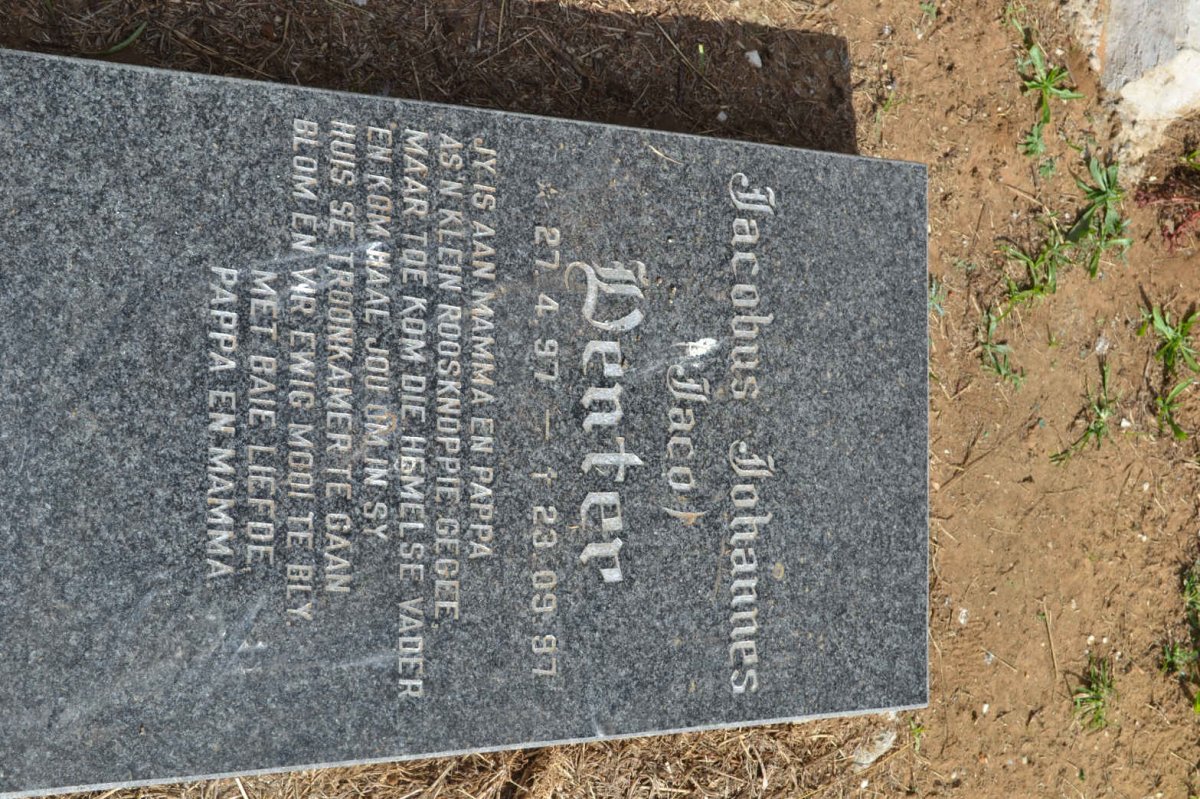 Jacobus Johannes
(Jaco)
Venter
* 27. 4. 97 — † 23. 09. 97
JY IS AAN MAMMA EN PAPPA
AS'N KLEIN ROOSKNOPPIE GEGEE,
MAAR TOE KOM DIE HEMELSE VADER
EN KOM HAAL JOU OM IN SY
HUIS SE TROONKAMER TE GAAN
BLOM EN VIR EWIG MOOI TE BLY.
MET BAIE LIEFDE,
PAPPA EN MAMMA